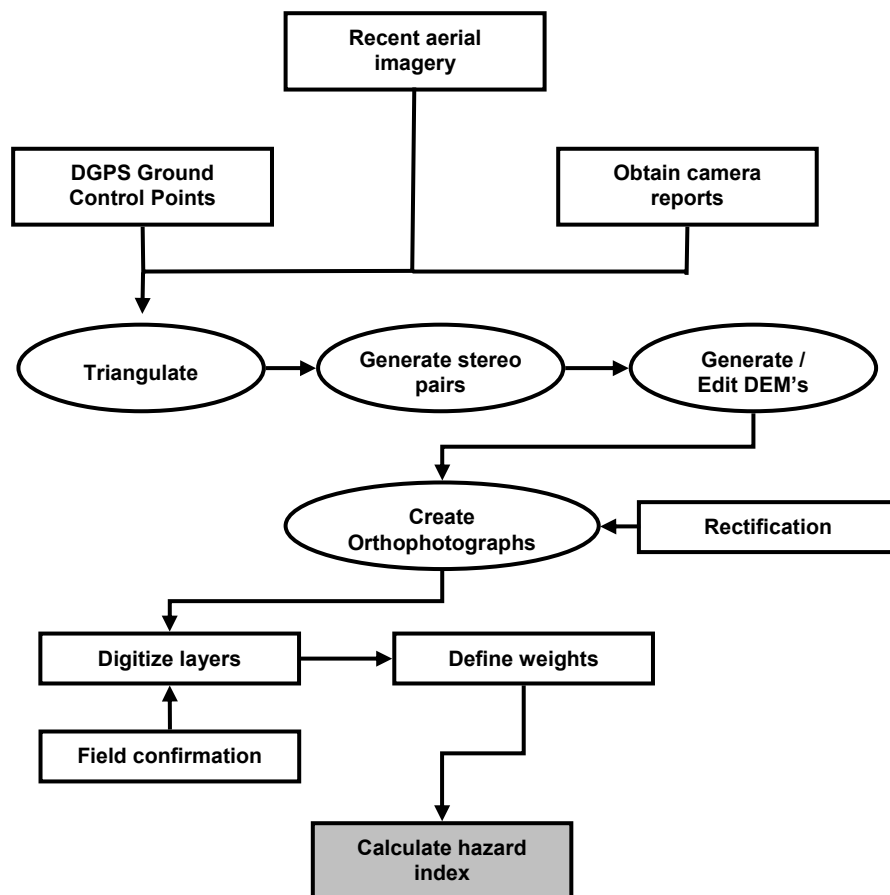 Recent aerial
imagery
DGPS Ground
Control Points
Obtain camera
reports
Triangulate
Generate stereo
pairs
Generate /
Edit DEM's
Create
Orthophotographs
Rectification
Digitize layers
Define weights
Field confirmation
Calculate hazard
index